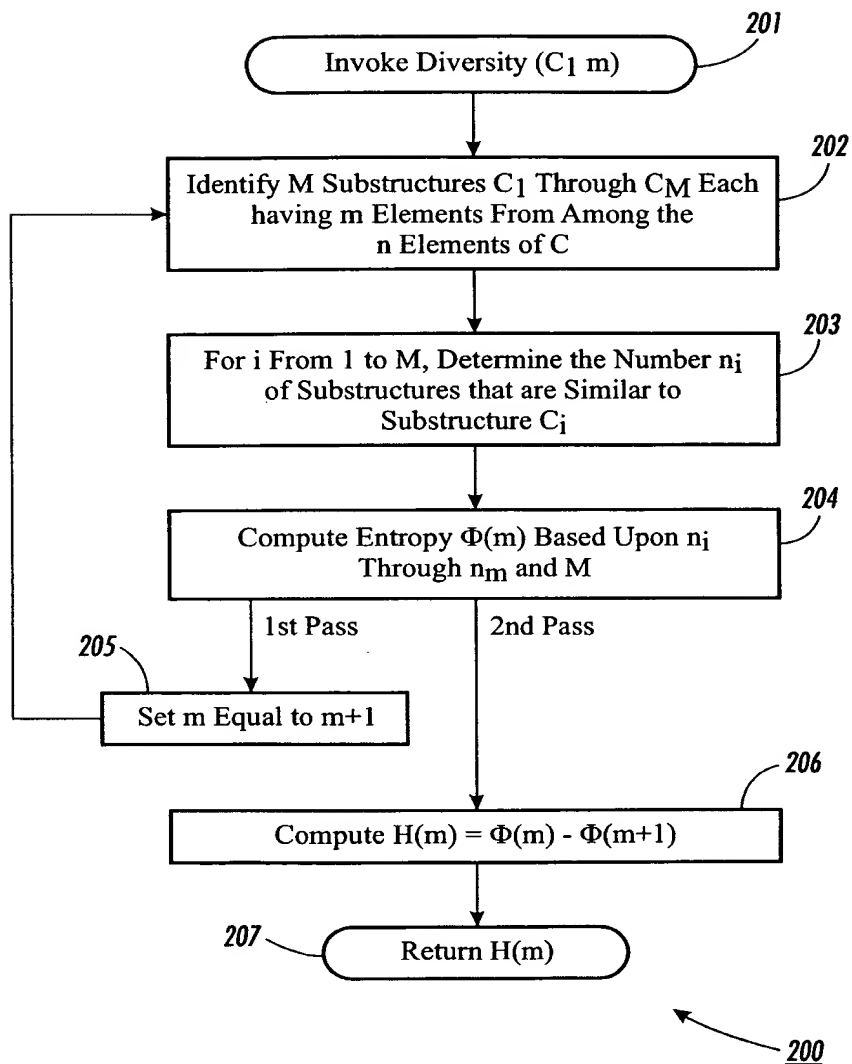 201
Invoke Diversity (C1 m)
202
Identify M Substructures C1 Through CM Each
having m Elements From Among the
n Elements of C
203
For i From 1 to M, Determine the Number ni
of Substructures that are Similar to
Substructure Ci
204
Compute Entropy Φ(m) Based Upon ni
Through nm and M
1st Pass
2nd Pass
205
Set m Equal to m+1
206
Compute H(m) = Φ(m) - Φ(m+1)
207
Return H(m)
200